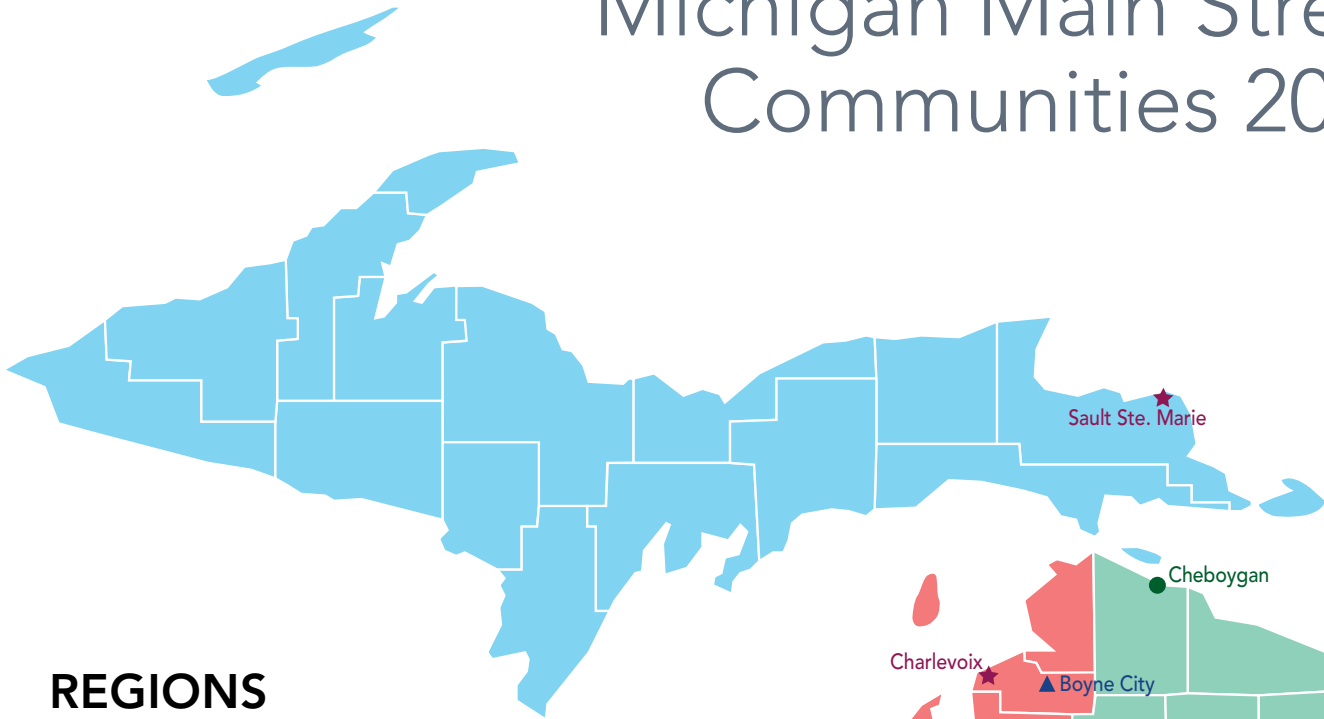 Michigan Main Stre
Communities 20
Sault Ste. Marie
Cheboygan
Charlevoix
Boyne City
REGIONS